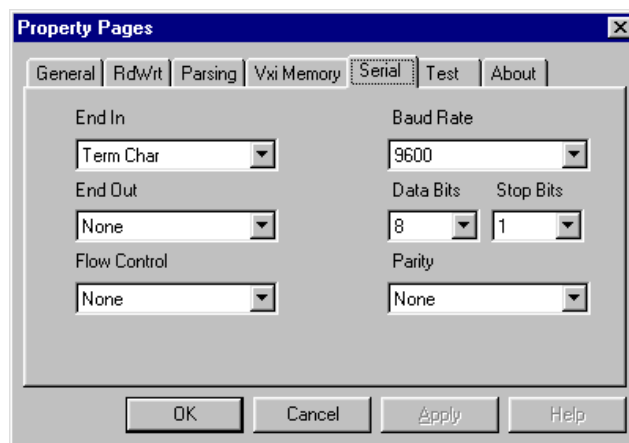 Property Pages
General RdWrt Parsing Vxi Memory Serial Test About
End In Baud Rate
Term Char 9600
End Out Data Bits Stop Bits
None 8 1
Flow Control Parity
None None
OK Cancel Apply Help